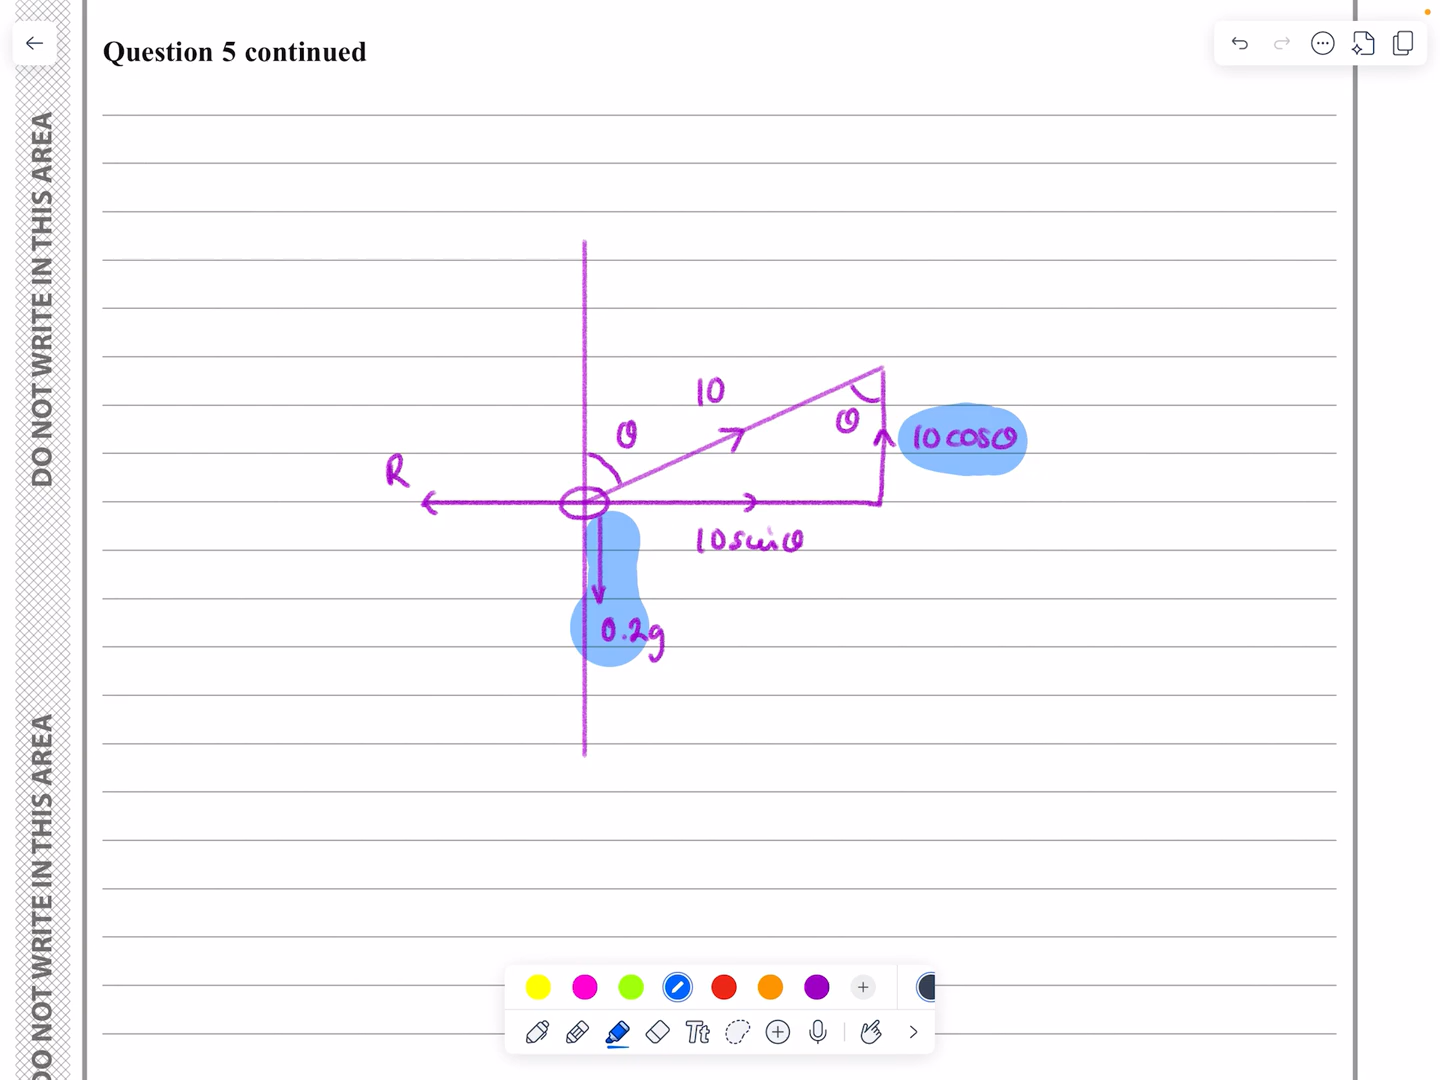 Question 5 continued
DO NOT WRITE IN THIS AREA
DO NOT WRITE IN THIS AREA
10
θ
θ
10cosθ
R
10sinθ
0.2g
Tt